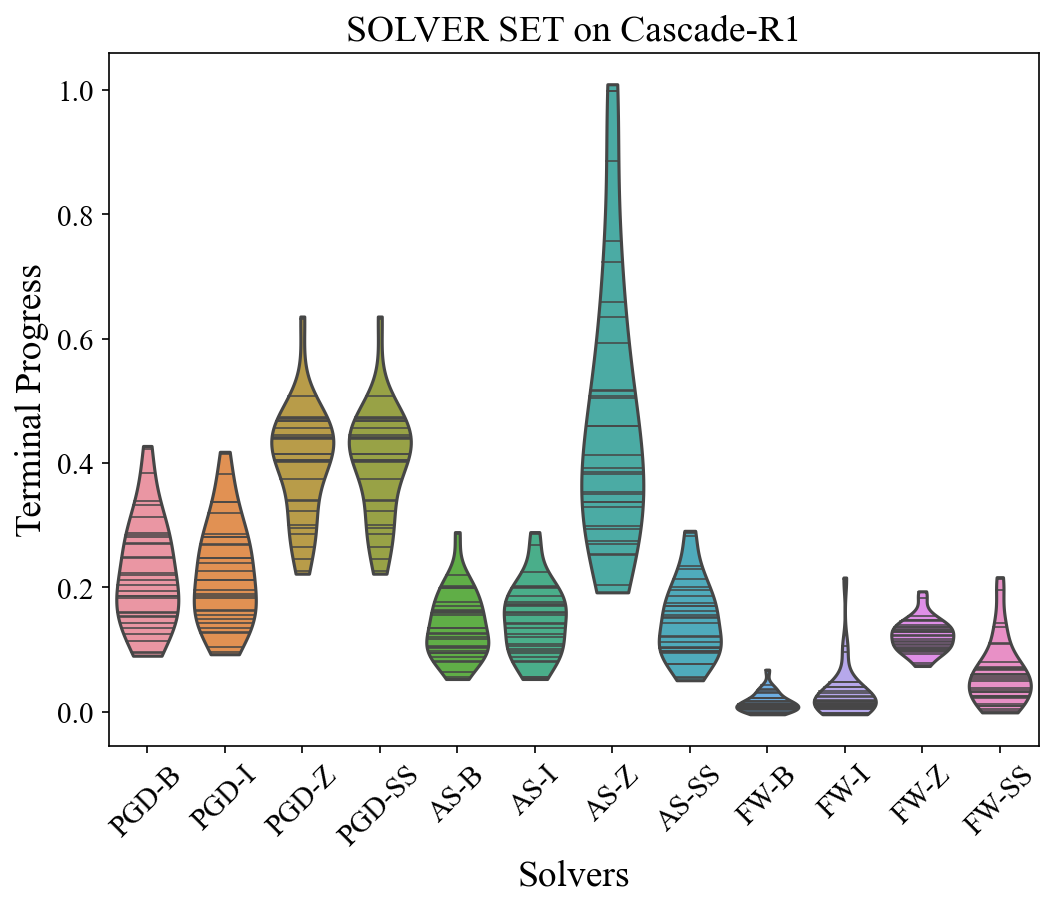 SOLVER SET on Cascade-R1
Terminal Progress
1.0
0.8
0.6
0.4
0.2
0.0
PGD-B
PGD-I
PGD-Z
PGD-SS
AS-B
AS-I
AS-Z
AS-SS
FW-B
FW-I
FW-Z
FW-SS
Solvers